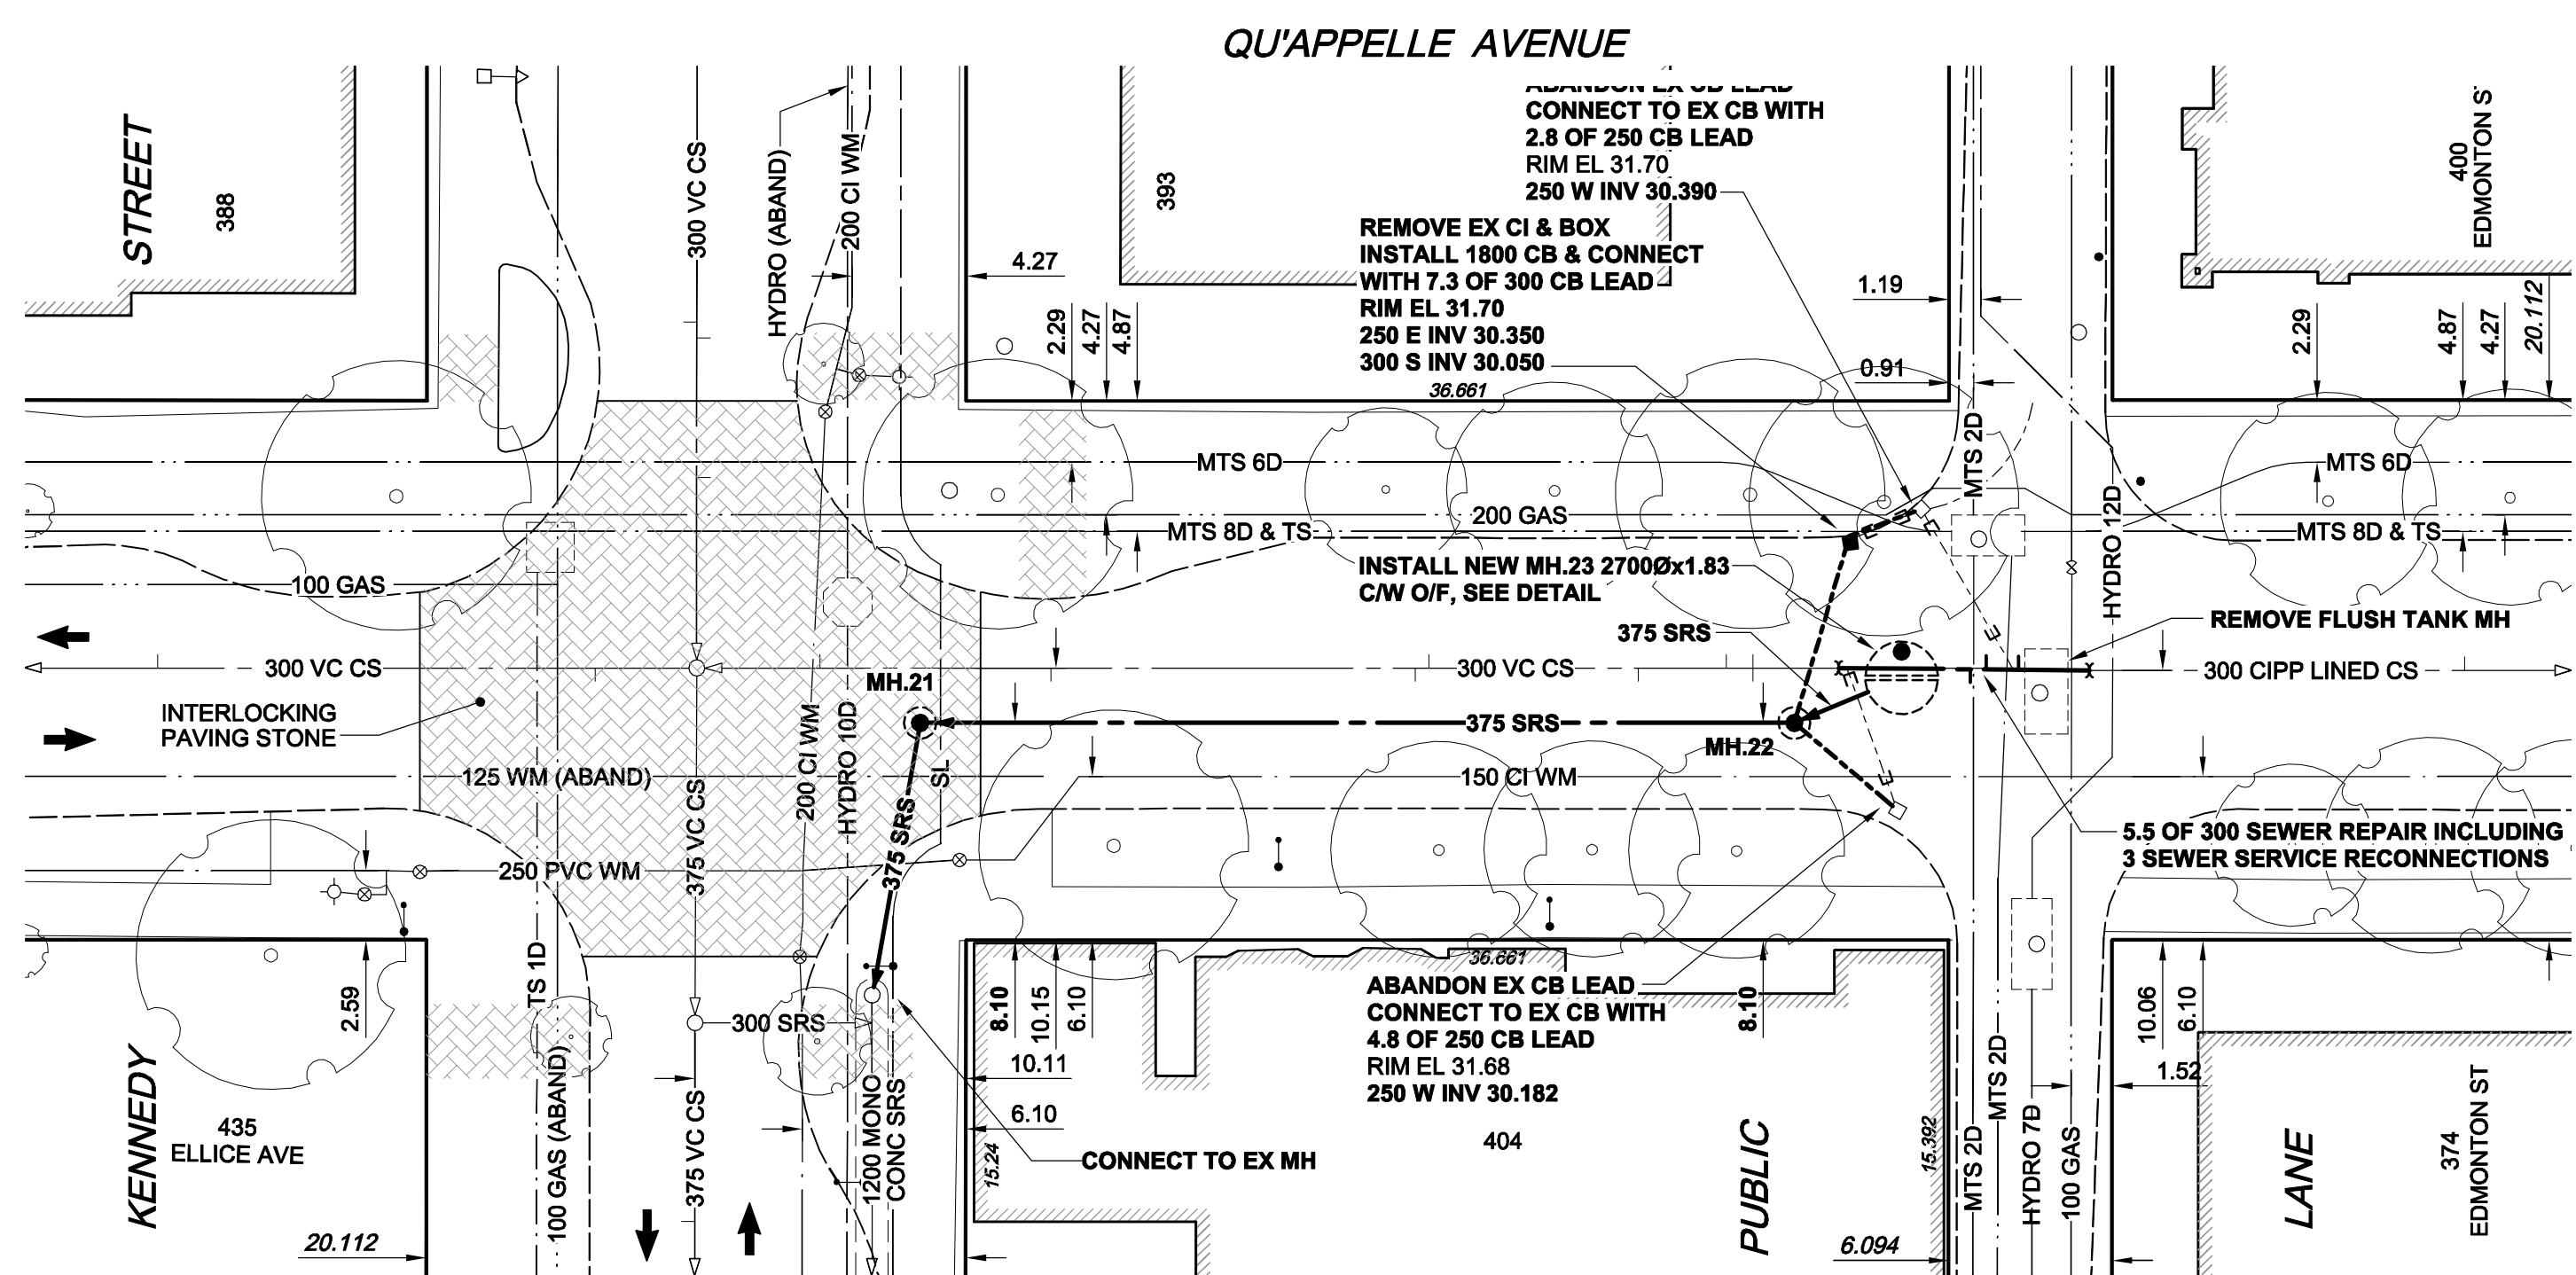 QU'APPELLE AVENUE
ABANDON EX CB LEAD
CONNECT TO EX CB WITH
2.8 OF 250 CB LEAD
RIM EL 31.70
250 W INV 30.390
REMOVE EX CI & BOX
INSTALL 1800 CB & CONNECT
WITH 7.3 OF 300 CB LEAD
RIM EL 31.70
250 E INV 30.350
300 S INV 30.050
36.661
STREET
388
300 VC CS
HYDRO (ABAND)
200 CI WM
4.27
393
2.29
4.27
4.87
1.19
0.91
MTS 2D
400
EDMONTON S
2.29
4.87
4.27
20.112
MTS 6D
MTS 6D
200 GAS
MTS 8D & TS
MTS 8D & TS
HYDRO 12D
INSTALL NEW MH.23 2700Øx1.83
C/W O/F, SEE DETAIL
100 GAS
375 SRS
REMOVE FLUSH TANK MH
300 VC CS
300 VC CS
300 CIPP LINED CS
MH.21
INTERLOCKING
PAVING STONE
375 SRS
MH.22
200 CI WM
HYDRO 10D
SL
125 WM (ABAND)
150 CI WM
375 VC CS
375 SRS
250 PVC WM
5.5 OF 300 SEWER REPAIR INCLUDING
3 SEWER SERVICE RECONNECTIONS
36.661
ABANDON EX CB LEAD
CONNECT TO EX CB WITH
4.8 OF 250 CB LEAD
RIM EL 31.68
250 W INV 30.182
2.59
TS 1D
300 SRS
8.10
10.15
6.10
8.10
10.06
6.10
10.11
6.10
1.52
KENNEDY
435
ELLICE AVE
100 GAS (ABAND)
375 VC CS
1200 MONO
CONC SRS
15.24
CONNECT TO EX MH
404
PUBLIC
15.392
MTS 2D
MTS 2D
HYDRO 7D
100 GAS
LANE
374
EDMONTON ST
20.112
6.094